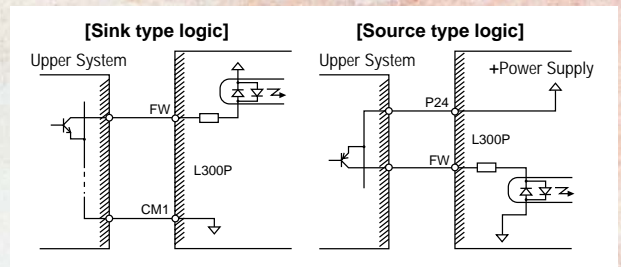 [Sink type logic]
Upper System
FW
L300P
CM1
[Source type logic]
Upper System
+Power Supply
P24
L300P
FW